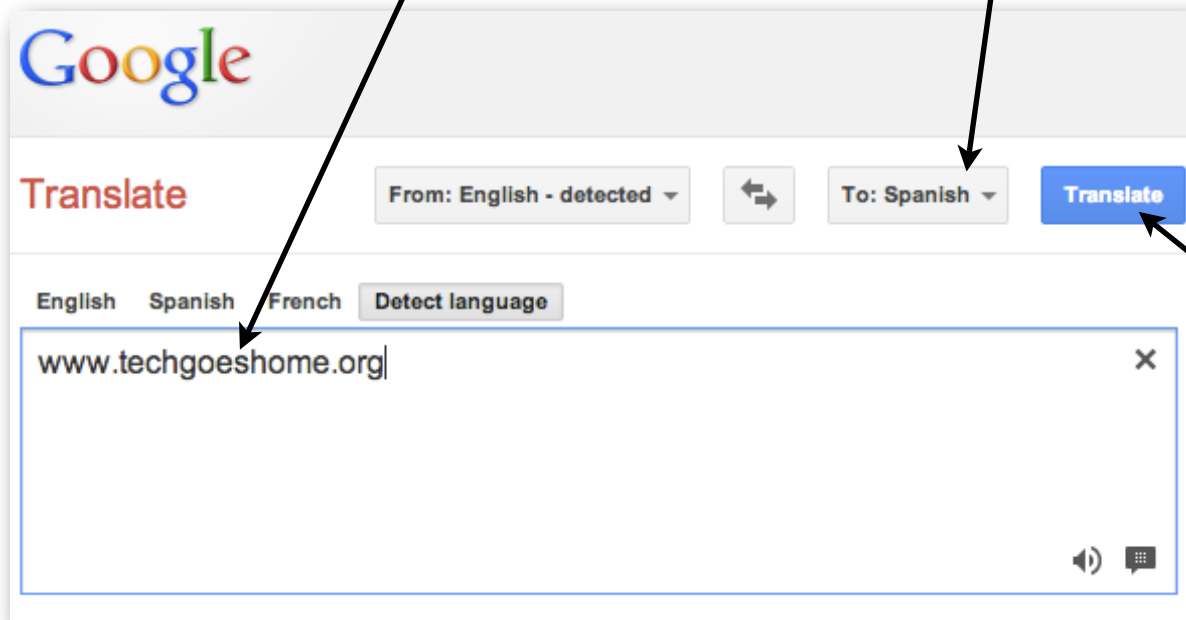 Google
Translate From: English - detected To: Spanish Translate
English Spanish French Detect language
www.techgoeshome.org